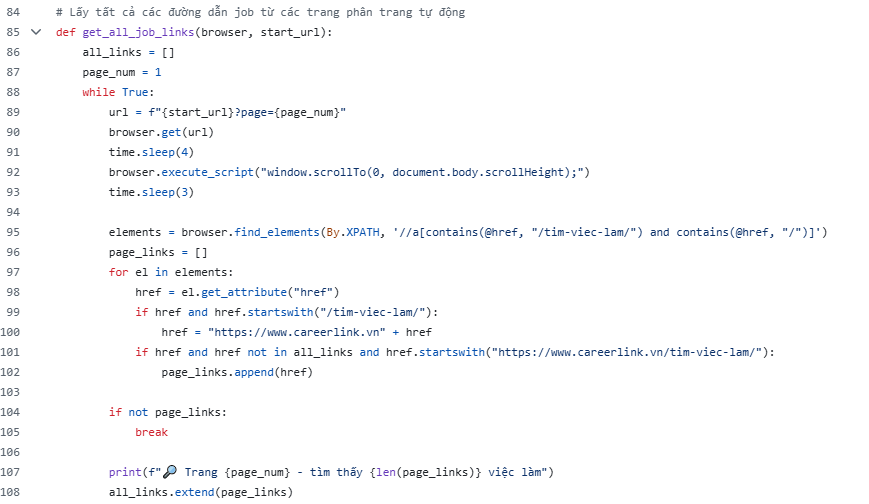 84 # Lấy tất cả các đường dẫn job từ các trang phân trang tự động
85 def get_all_job_links(browser, start_url):
86     all_links = []
87     page_num = 1
88     while True:
89         url = f"{start_url}?page={page_num}"
90         browser.get(url)
91         time.sleep(4)
92         browser.execute_script("window.scrollTo(0, document.body.scrollHeight);")
93         time.sleep(3)
94
95         elements = browser.find_elements(By.XPATH, '//a[contains(@href, "/tim-viec-lam/") and contains(@href, "/")]')
96         page_links = []
97         for el in elements:
98             href = el.get_attribute("href")
99             if href and href.startswith("/tim-viec-lam/"):
100                 href = "https://www.careerlink.vn" + href
101             if href and href not in all_links and href.startswith("https://www.careerlink.vn/tim-viec-lam/"):
102                 page_links.append(href)
103
104         if not page_links:
105             break
106
107         print(f"🔎 Trang {page_num} - tìm thấy {len(page_links)} việc làm")
108         all_links.extend(page_links)